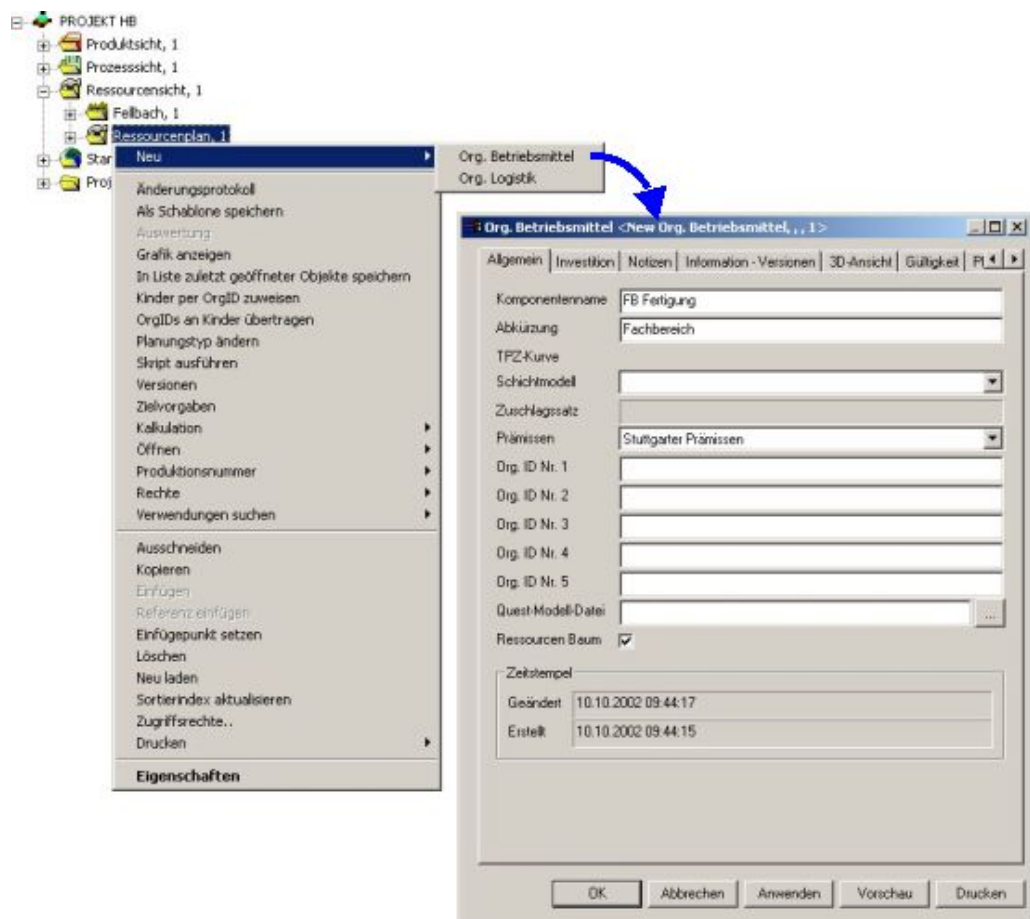 PROJEKT HB
Produktsicht, 1
Prozesssicht, 1
Ressourcensicht, 1
Fellbach, 1
Ressourcenplan, 1
Star
Proj
Neu
Änderungsprotokoll
Als Schablone speichern
Auswertung
Grafik anzeigen
In Liste zuletzt geöffneter Objekte speichern
Kinder per OrgID zuweisen
OrgIDs an Kinder übertragen
Planungstyp ändern
Skript ausführen
Versionen
Zielvorgaben
Kalkulation
Öffnen
Produktionsnummer
Rechte
Verwendungen suchen
Ausschneiden
Kopieren
Einfügen
Referenz einfügen
Einfügepunkt setzen
Löschen
Neu laden
Sortierindex aktualisieren
Zugriffsrechte..
Drucken
Eigenschaften
Org. Betriebsmittel
Org. Logistik
Org. Betriebsmittel <New Org. Betriebsmittel, , , 1>
Allgemein Investition Notizen Information - Versionen 3D-Ansicht Gültigkeit
Komponentenname FB Fertigung
Abkürzung Fachbereich
TPZ-Kurve
Schichtmodell
Zuschlagssatz
Prämissen Stuttgarter Prämissen
Org. ID Nr. 1
Org. ID Nr. 2
Org. ID Nr. 3
Org. ID Nr. 4
Org. ID Nr. 5
Quest-Modell-Datei ...
Ressourcen Baum
Zeitstempel
Geändert 10.10.2002 09:44:17
Erstellt 10.10.2002 09:44:15
OK Abbrechen Anwenden Vorschau Drucken